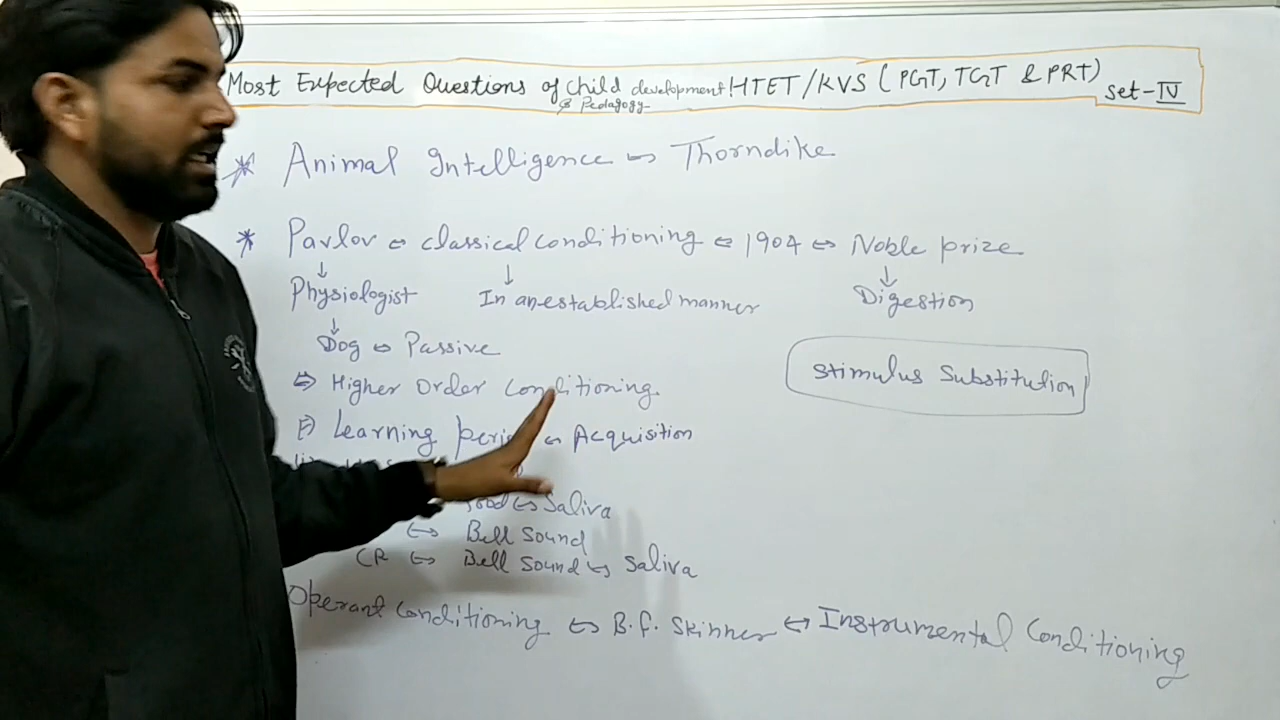 Most Expected Questions of Child development HTET/KVS (PGT, TGT & PRT) Set-IV
& Pedagogy
* Animal Intelligence ↔ Thorndike
* Pavlov ↔ classical conditioning ↔ 1904 ↔ Noble prize
↓ ↓ ↓
Physiologist In an established manner Digestion
↓
Dog ↔ Passive
Stimulus Substitution
⇒ Higher Order Conditioning.
⇒ Learning ↔ Acquisition
Food ↔ Saliva
↔ Bell Sound
CR ↔ Bell Sound ↔ Saliva
Operant Conditioning ↔ B.F. Skinner ↔ Instrumental Conditioning